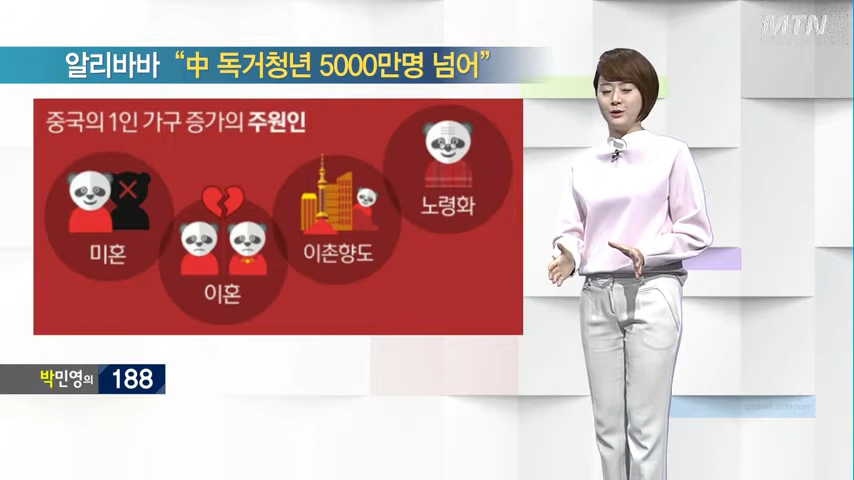 MTN
알리바바 “中 독거청년 5000만명 넘어”
중국의 1인 가구 증가의 주원인
미혼
이혼
이촌향도
노령화
박민영의 188